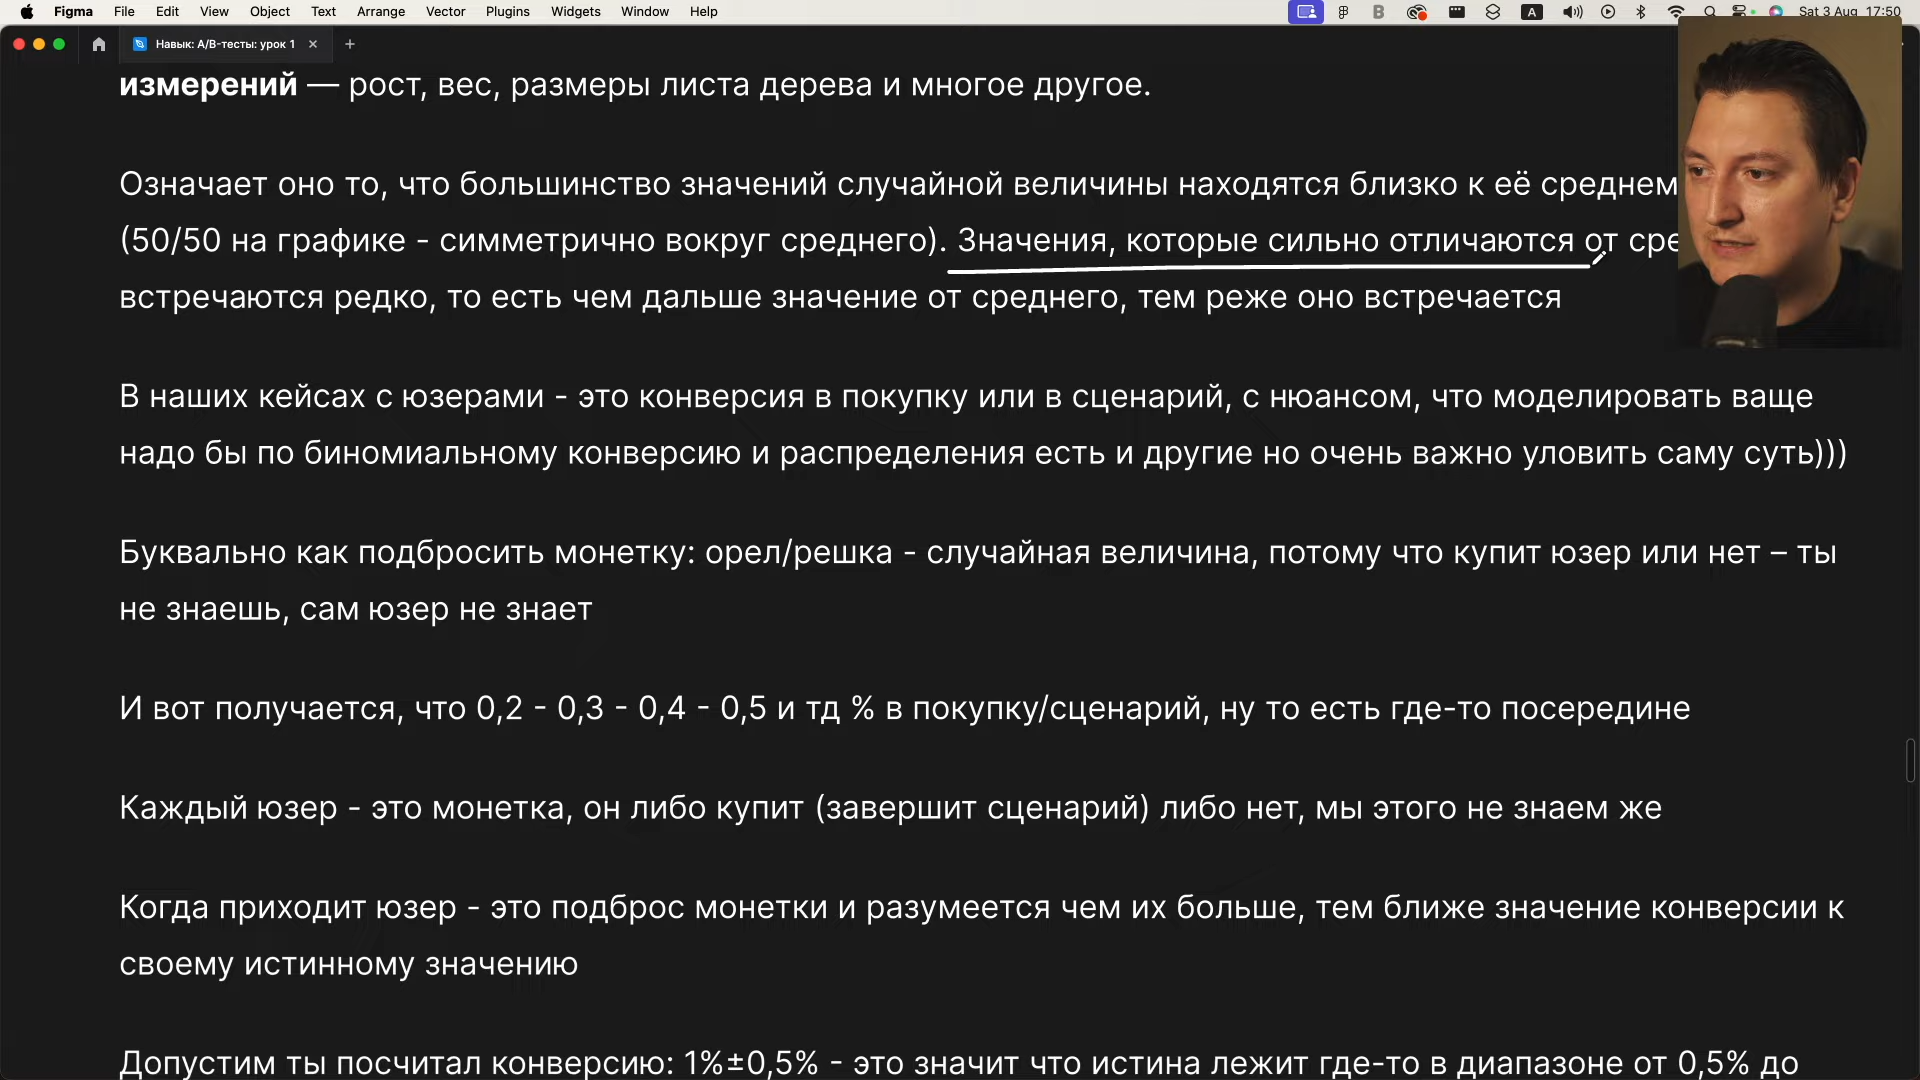 Figma File Edit View Object Text Arrange Vector Plugins Widgets Window Help
A
Sat 3 Aug 17:50
Навык: A/B-тесты: урок 1
измерений — рост, вес, размеры листа дерева и многое другое.
Означает оно то, что большинство значений случайной величины находятся близко к её среднем
(50/50 на графике - симметрично вокруг среднего). Значения, которые сильно отличаются от сре
встречаются редко, то есть чем дальше значение от среднего, тем реже оно встречается
В наших кейсах с юзерами - это конверсия в покупку или в сценарий, с нюансом, что моделировать ваще
надо бы по биномиальному конверсию и распределения есть и другие но очень важно уловить саму суть)))
Буквально как подбросить монетку: орел/решка - случайная величина, потому что купит юзер или нет – ты
не знаешь, сам юзер не знает
И вот получается, что 0,2 - 0,3 - 0,4 - 0,5 и тд % в покупку/сценарий, ну то есть где-то посередине
Каждый юзер - это монетка, он либо купит (завершит сценарий) либо нет, мы этого не знаем же
Когда приходит юзер - это подброс монетки и разумеется чем их больше, тем ближе значение конверсии к
своему истинному значению
Допустим ты посчитал конверсию: 1%±0,5% - это значит что истина лежит где-то в диапазоне от 0,5% до